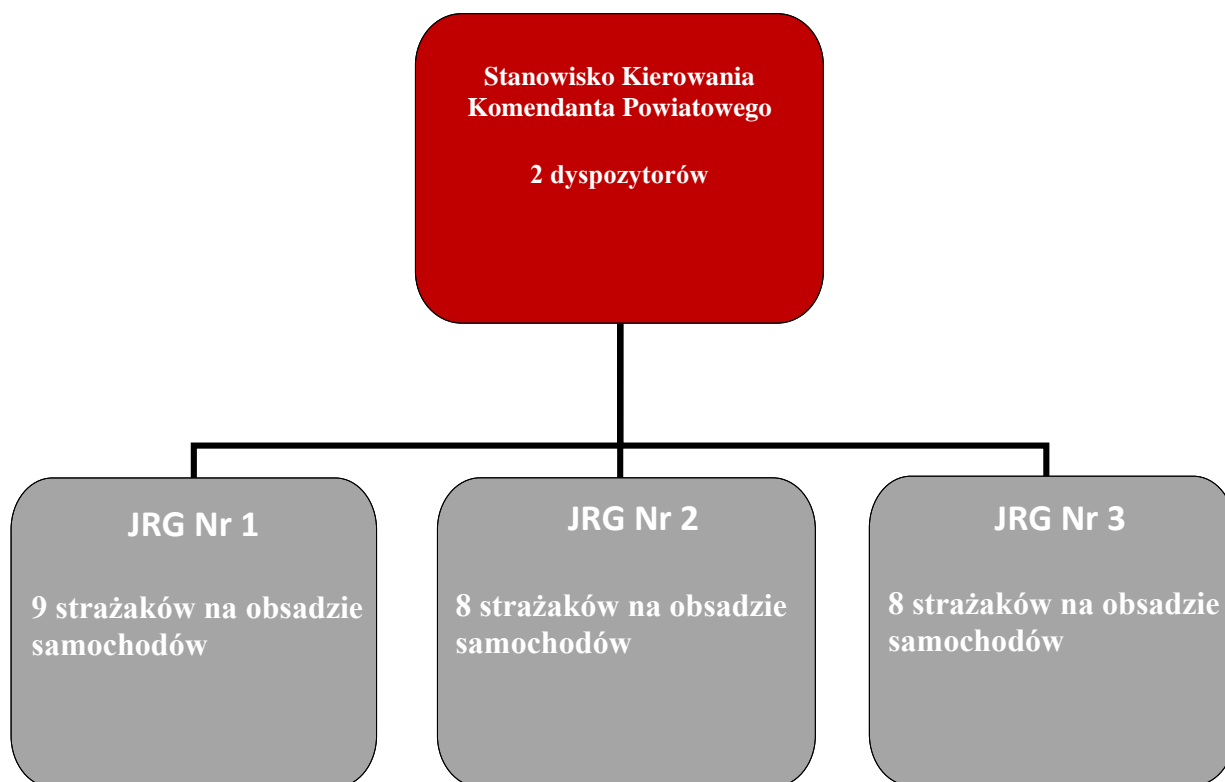 Stanowisko Kierowania
Komendanta Powiatowego
2 dyspozytorów
JRG Nr 1
9 strażaków na obsadzie
samochodów
JRG Nr 2
8 strażaków na obsadzie
samochodów
JRG Nr 3
8 strażaków na obsadzie
samochodów